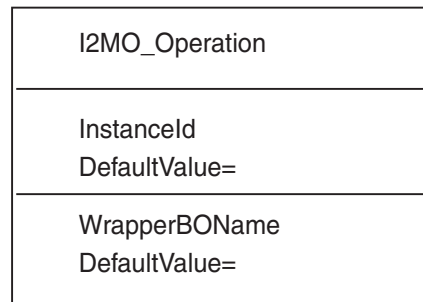 I2MO_Operation
InstanceId
DefaultValue=
WrapperBOName
DefaultValue=